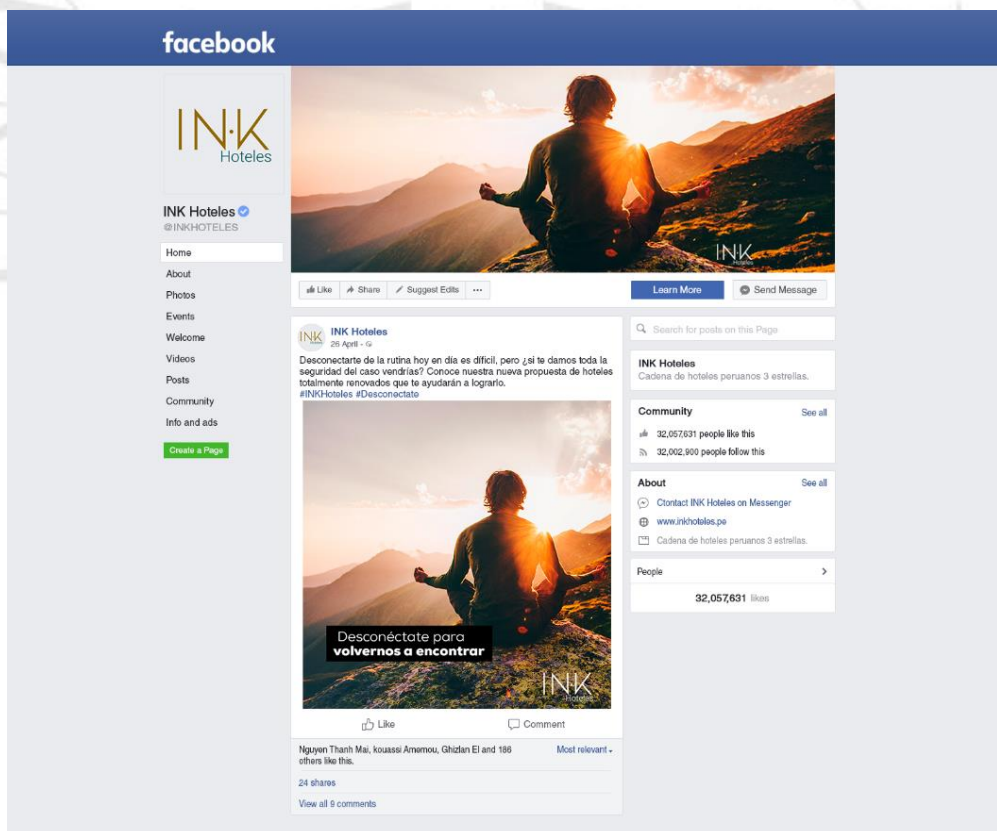 facebook
IN·K
Hoteles
INK Hoteles
@INKHOTELES
Home
About
Photos
Events
Welcome
Videos
Posts
Community
Info and ads
Create a Page
INK
Hoteles
Like
Share
Suggest Edits
...
Learn More
Send Message
INK
INK Hoteles
26 April
Desconectarte de la rutina hoy en día es difícil, pero ¿si te damos toda la
seguridad del caso vendrías? Conoce nuestra nueva propuesta de hoteles
totalmente renovados que te ayudarán a lograrlo.
#INKHoteles #Desconectate
Desconéctate para
volvernos a encontrar
INK
Hoteles
Like
Comment
Nguyen Thanh Mai, kouassi Amemou, Ghizlan El and 186
others like this.
Most relevant
24 shares
View all 9 comments
Search for posts on this Page
INK Hoteles
Cadena de hoteles peruanos 3 estrellas.
Community
See all
32,057,631 people like this
32,002,900 people follow this
About
See all
Ctontact INK Hoteles on Messenger
www.inkhoteles.pe
Cadena de hoteles peruanos 3 estrellas.
People
32,057,631 likes